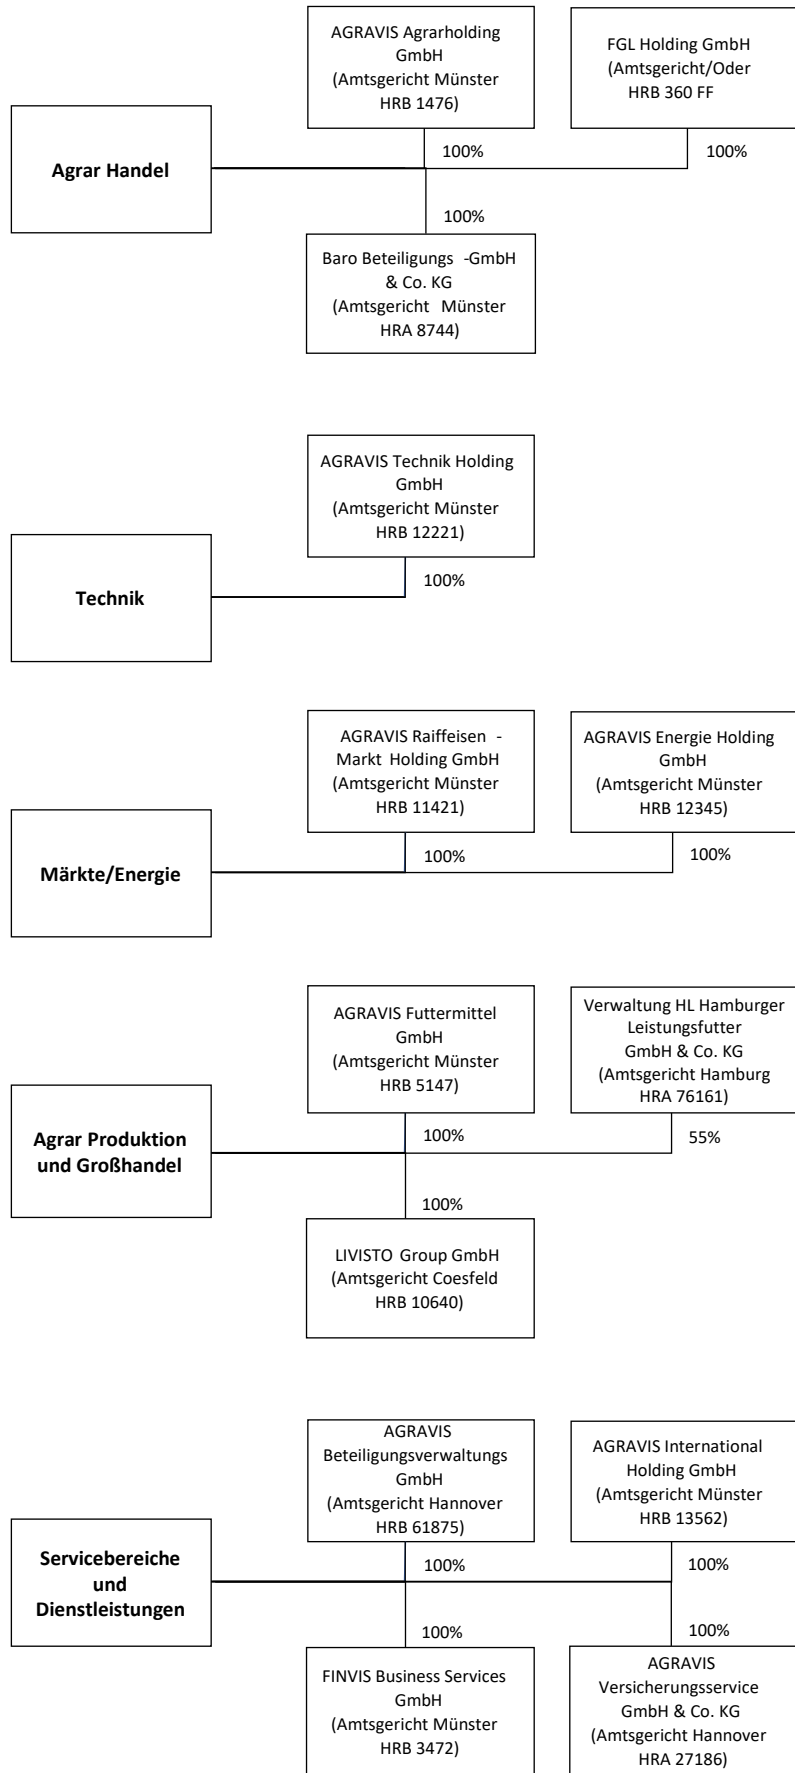 AGRAVIS Agrarholding
GmbH
(Amtsgericht Münster
HRB 1476)
FGL Holding GmbH
(Amtsgericht/Oder
HRB 360 FF
Agrar Handel
100%
100%
100%
Baro Beteiligungs -GmbH
& Co. KG
(Amtsgericht Münster
HRA 8744)
AGRAVIS Technik Holding
GmbH
(Amtsgericht Münster
HRB 12221)
Technik
100%
AGRAVIS Raiffeisen -
Markt Holding GmbH
(Amtsgericht Münster
HRB 11421)
AGRAVIS Energie Holding
GmbH
(Amtsgericht Münster
HRB 12345)
Märkte/Energie
100%
100%
AGRAVIS Futtermittel
GmbH
(Amtsgericht Münster
HRB 5147)
Verwaltung HL Hamburger
Leistungsfutter
GmbH & Co. KG
(Amtsgericht Hamburg
HRA 76161)
Agrar Produktion
und Großhandel
100%
55%
100%
LIVISTO Group GmbH
(Amtsgericht Coesfeld
HRB 10640)
AGRAVIS
Beteiligungsverwaltungs
GmbH
(Amtsgericht Hannover
HRB 61875)
AGRAVIS International
Holding GmbH
(Amtsgericht Münster
HRB 13562)
Servicebereiche
und
Dienstleistungen
100%
100%
100%
100%
FINVIS Business Services
GmbH
(Amtsgericht Münster
HRB 3472)
AGRAVIS
Versicherungsservice
GmbH & Co. KG
(Amtsgericht Hannover
HRA 27186)